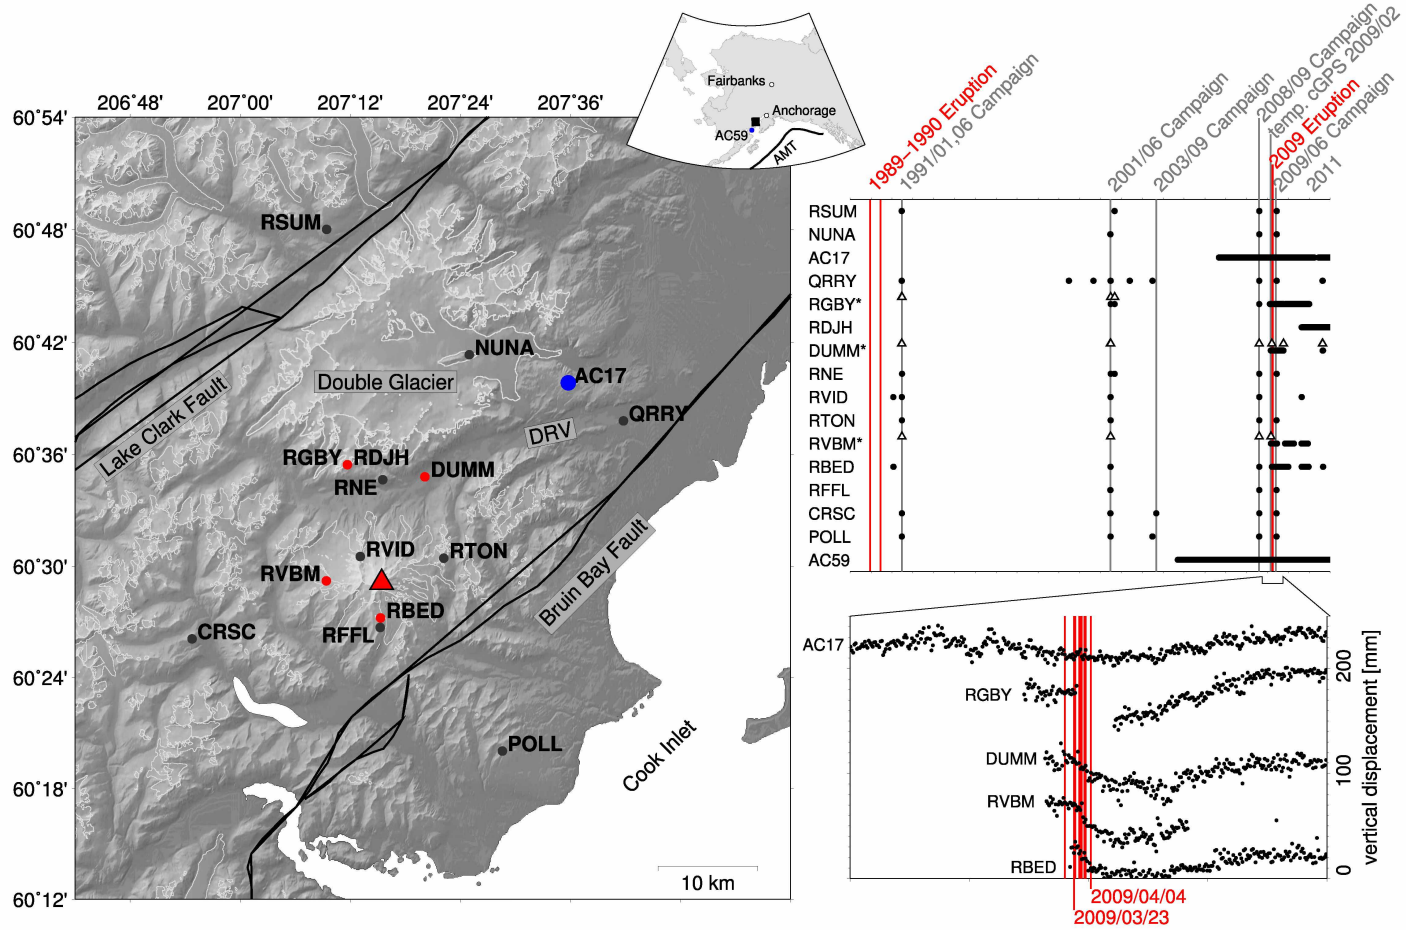 206˚48'
207˚00'
207˚12'
207˚24'
207˚36'
60˚54'
60˚48'
60˚42'
60˚36'
60˚30'
60˚24'
60˚18'
60˚12'
RSUM
NUNA
Double Glacier
AC17
QRRY
DRV
Lake Clark Fault
RGBY
RDJH
DUMM
RNE
RVID
RTON
RVBM
RBED
RFFL
CRSC
Bruin Bay Fault
POLL
Cook Inlet
10 km
Fairbanks
Anchorage
AC59
AMT
1989−1990 Eruption
1991/01,06 Campaign
2001/06 Campaign
2003/09 Campaign
2008/09 Campaign
temp. cGPS 2009/02
2009 Eruption
2009/06 Campaign
2011
RSUM
NUNA
AC17
QRRY
RGBY*
RDJH
DUMM*
RNE
RVID
RTON
RVBM*
RBED
RFFL
CRSC
POLL
AC59
AC17
RGBY
DUMM
RVBM
RBED
200
100
0
vertical displacement [mm]
2009/04/04
2009/03/23